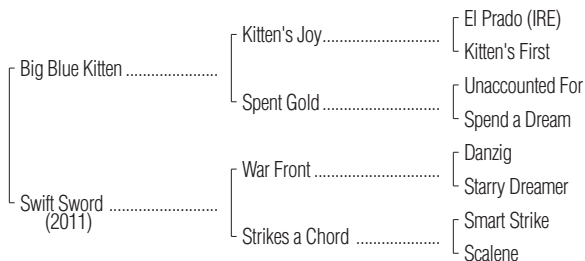 El Prado (IRE)
Kitten's Joy
Kitten's First
Big Blue Kitten
Unaccounted For
Spent Gold
Spend a Dream
Danzig
War Front
Starry Dreamer
Swift Sword
(2011)
Smart Strike
Strikes a Chord
Scalene